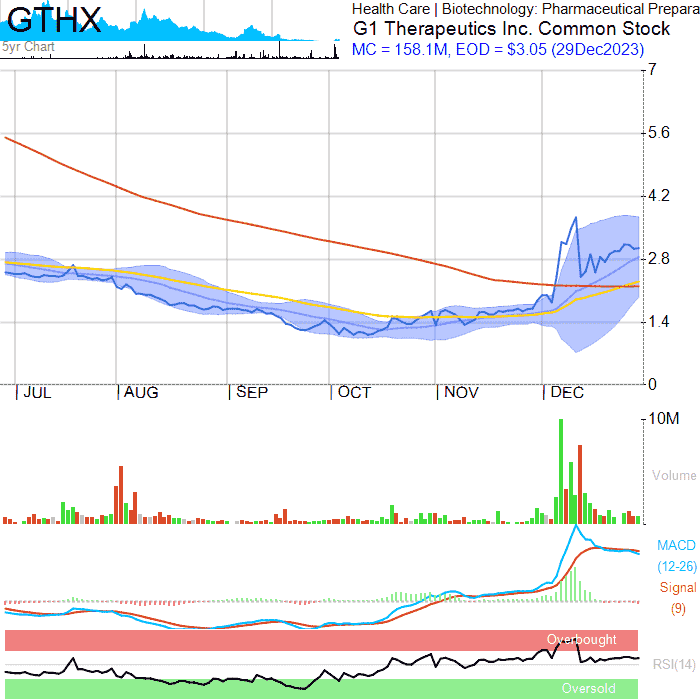 GTHX
5yr Chart
Health Care | Biotechnology: Pharmaceutical Prepara
G1 Therapeutics Inc. Common Stock
MC = 158.1M, EOD = $3.05 (29Dec2023)
7
5.6
4.2
2.8
1.4
0
JUL AUG SEP OCT NOV DEC
10M
Volume
MACD
(12-26)
Signal
(9)
Overbought
RSI(14)
Oversold